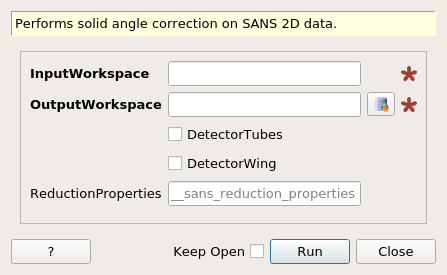 Performs solid angle correction on SANS 2D data.
InputWorkspace *
OutputWorkspace *
DetectorTubes
DetectorWing
ReductionProperties __sans_reduction_properties
? Keep Open Run Close